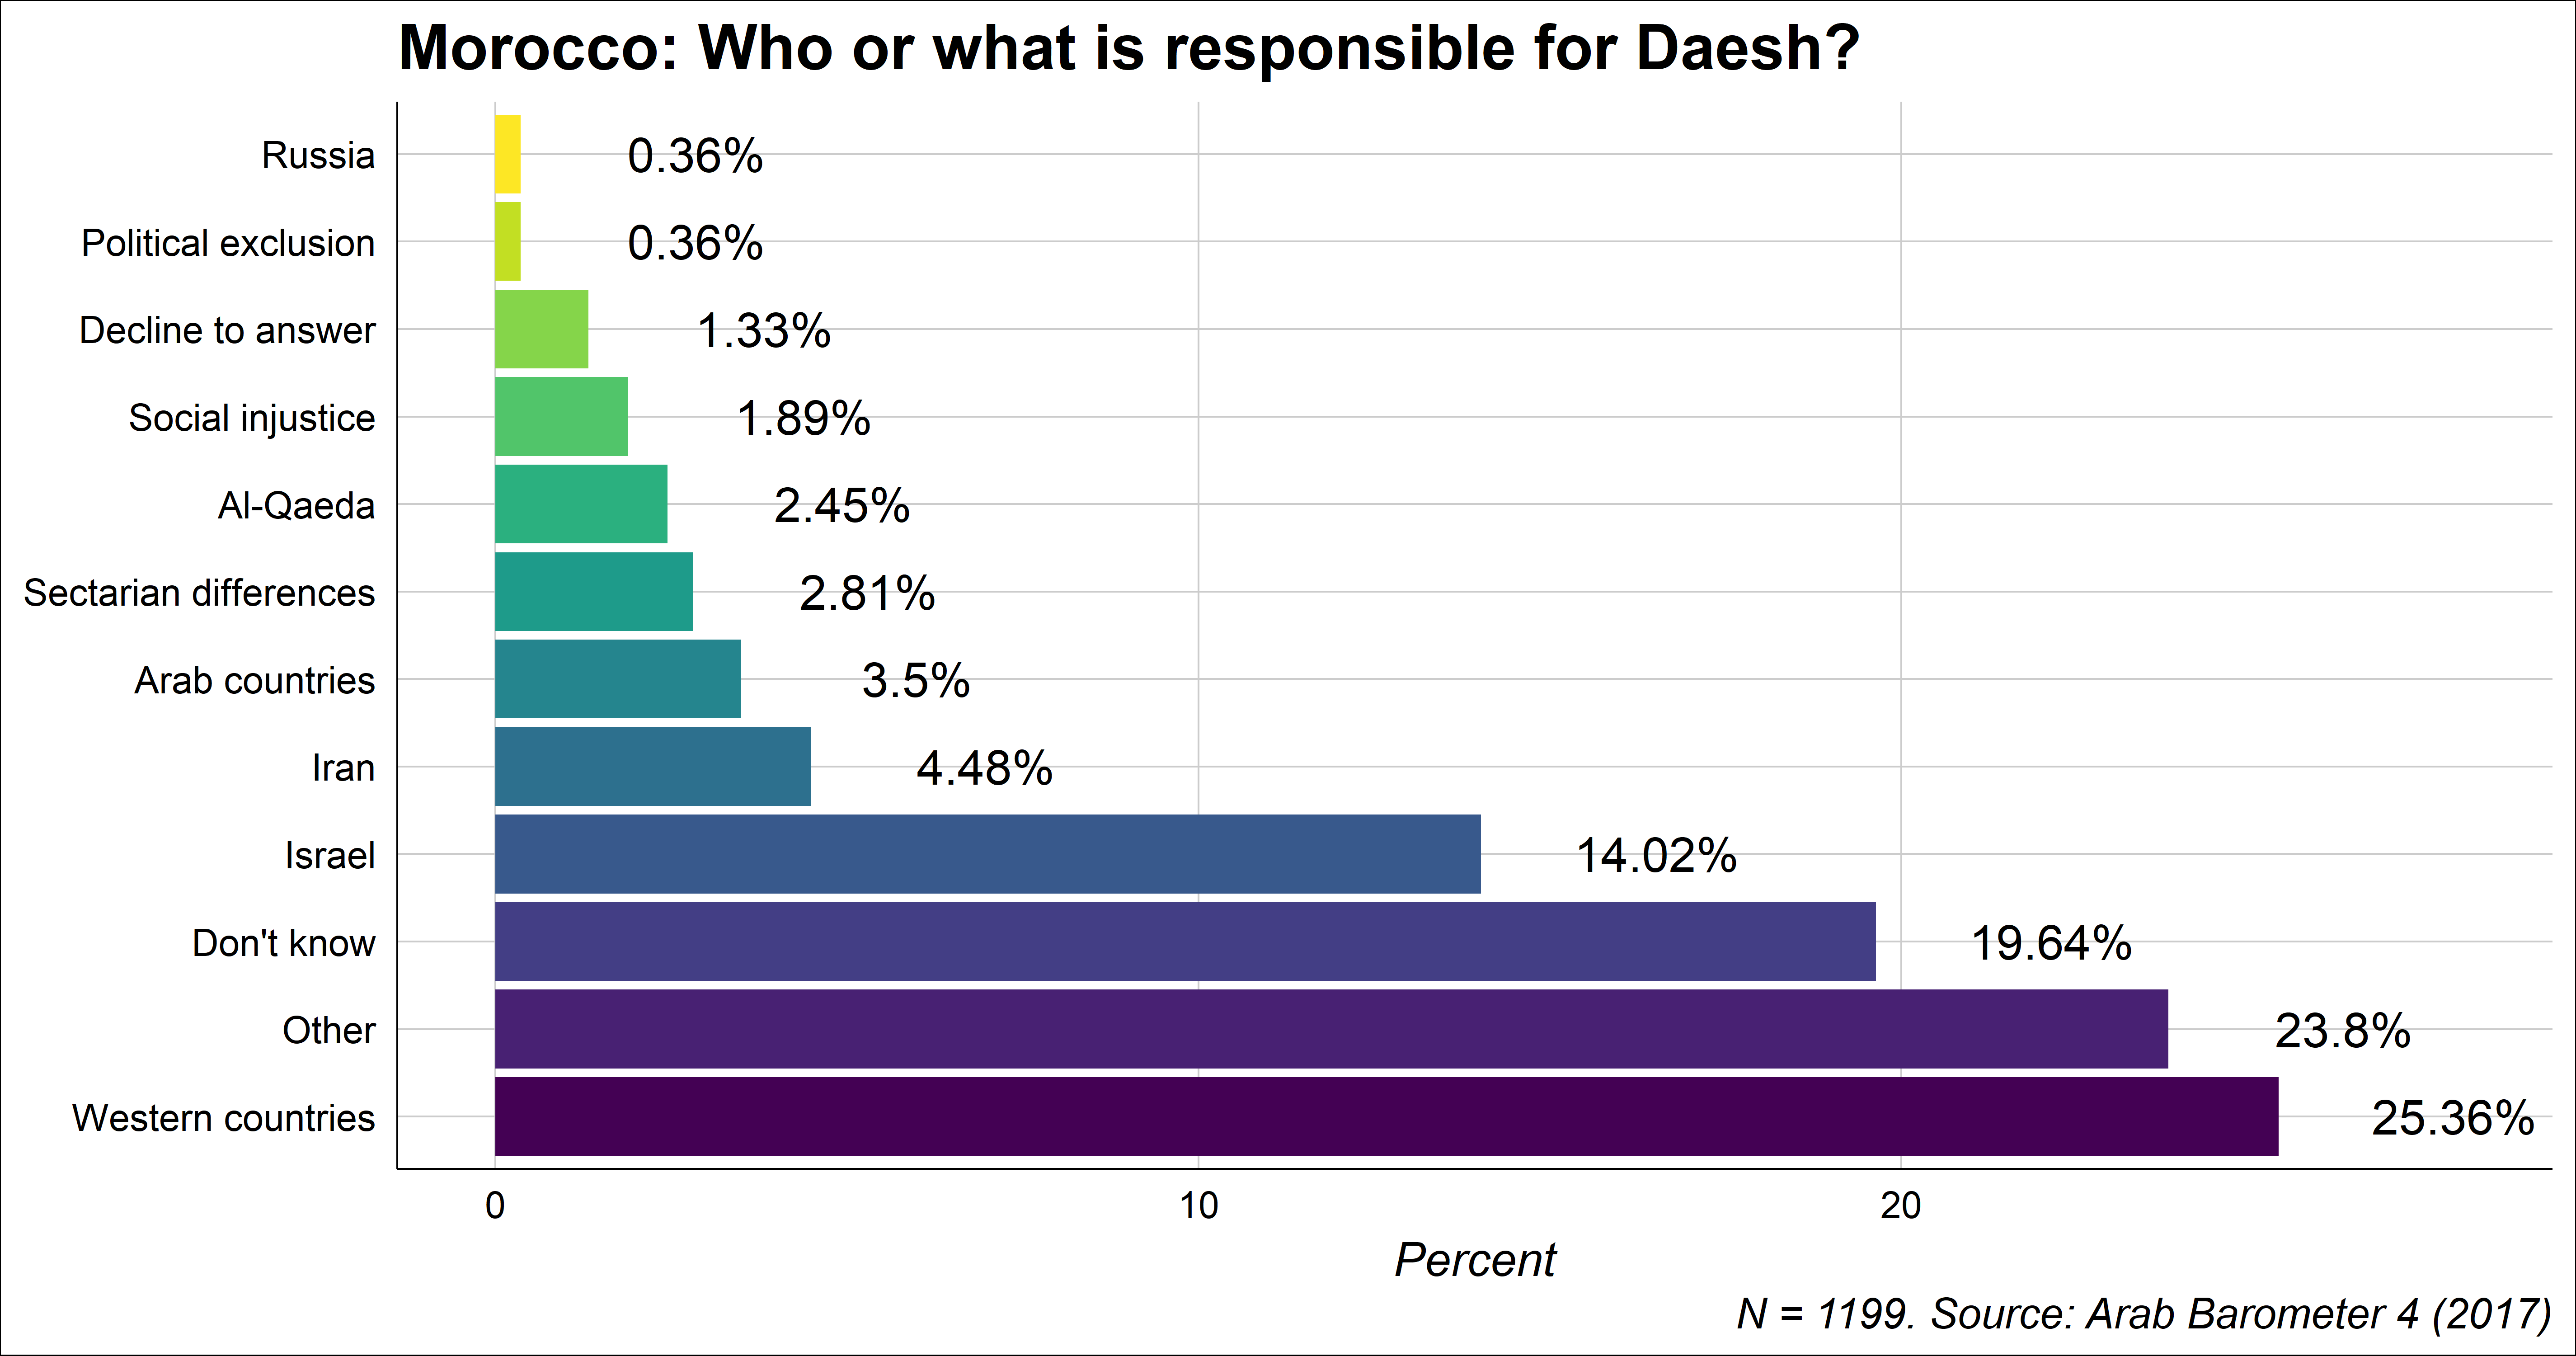 Morocco: Who or what is responsible for Daesh?
Russia 0.36%
Political exclusion 0.36%
Decline to answer 1.33%
Social injustice 1.89%
Al-Qaeda 2.45%
Sectarian differences 2.81%
Arab countries 3.5%
Iran 4.48%
Israel 14.02%
Don't know 19.64%
Other 23.8%
Western countries 25.36%
0 10 20
Percent
N = 1199. Source: Arab Barometer 4 (2017)